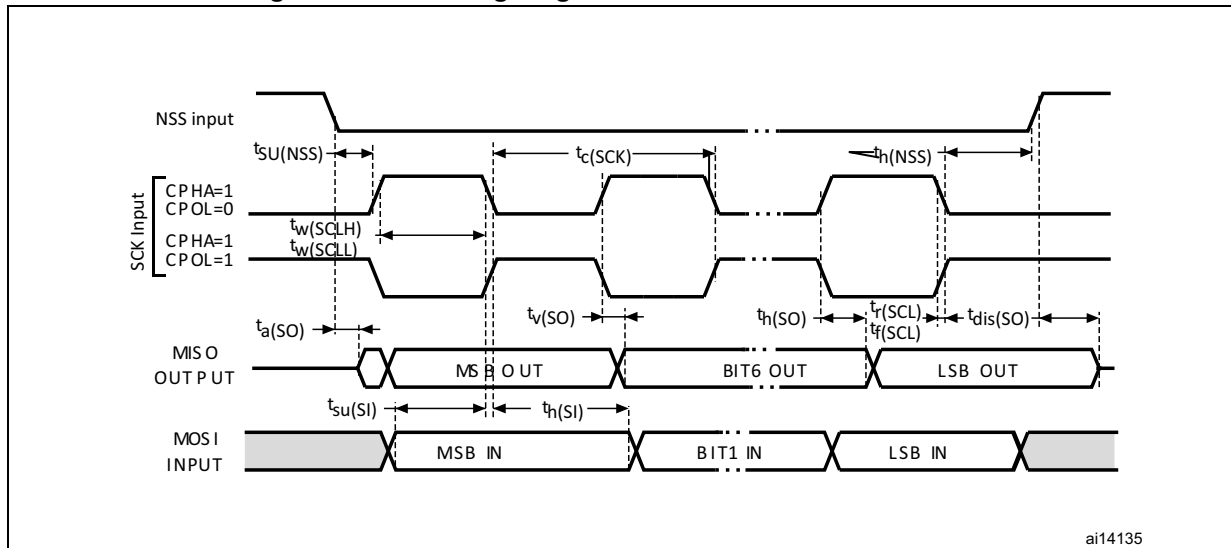 NSS input
tSU(NSS)
tc(SCK)
th(NSS)
SCK Input
CPHA=1
CPOL=0
tw(SCLH)
tw(SCLL)
CPHA=1
CPOL=1
ta(SO)
tv(SO)
th(SO)
tr(SCL)
tf(SCL)
tdis(SO)
MISO
OUTPUT
MSB OUT
BIT6 OUT
LSB OUT
tsu(SI)
th(SI)
MOSI
INPUT
MSB IN
BIT1 IN
LSB IN
ai14135